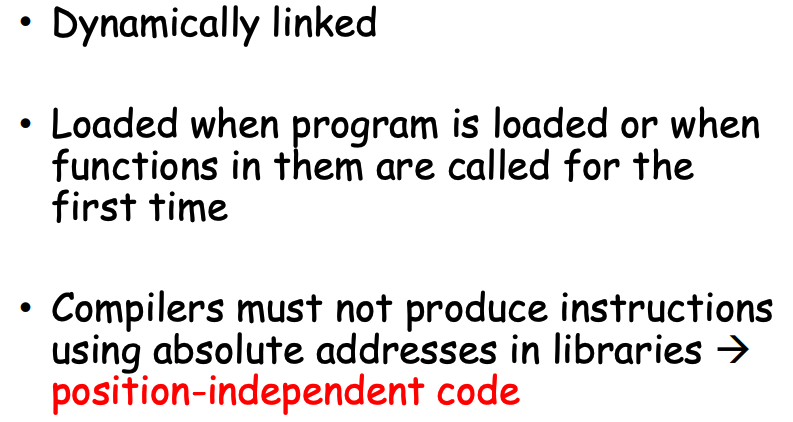 • Dynamically linked
• Loaded when program is loaded or when
functions in them are called for the
first time
• Compilers must not produce instructions
using absolute addresses in libraries →
position-independent code